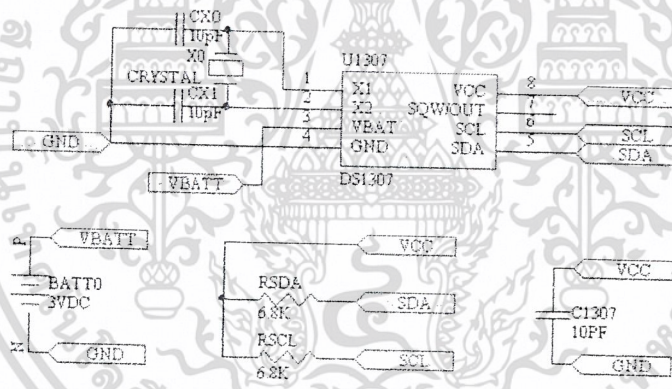 CX0
10pF
X0
CRYSTAL
CX1
10pF
GND
VBATT
U1307
1 X1 VCC 8 VCC
2 X2 SQW/OUT 7
3 VBAT SCL 6 SCL
4 GND SDA 5 SDA
DS1307
P VBATT
BATT0
3VDC
N GND
VCC
RSDA
6.8K
SDA
RSCL
6.8K
SCL
VCC
C1307
10PF
GND